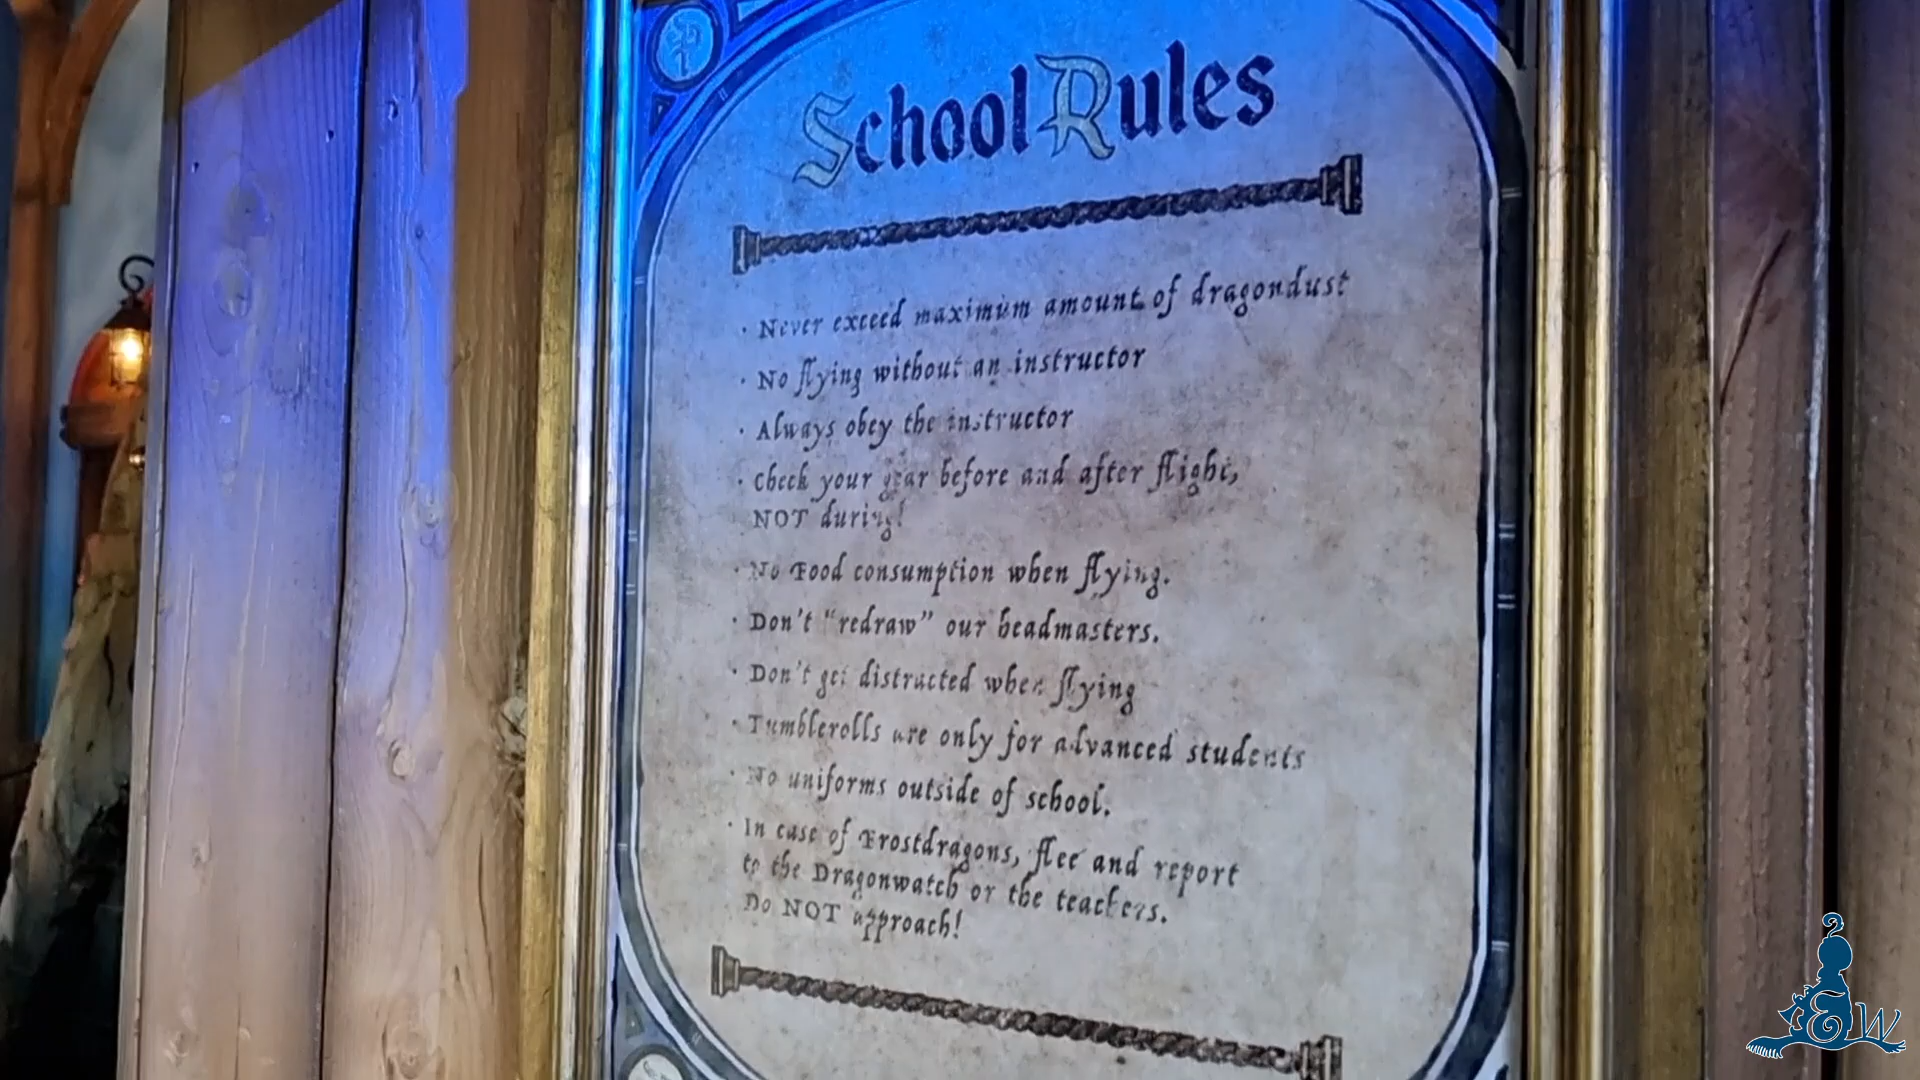 School Rules
· Never exceed maximum amount of dragondust
· No flying without an instructor
· Always obey the instructor
· Check your gear before and after flight,
NOT during!
· No Food consumption when flying.
· Don't "redraw" our headmasters.
· Don't get distracted when flying
· Tumblerolls are only for advanced students
· No uniforms outside of school.
· In case of Frostdragons, flee and report
to the Dragonwatch or the teachers.
Do NOT approach!
EW